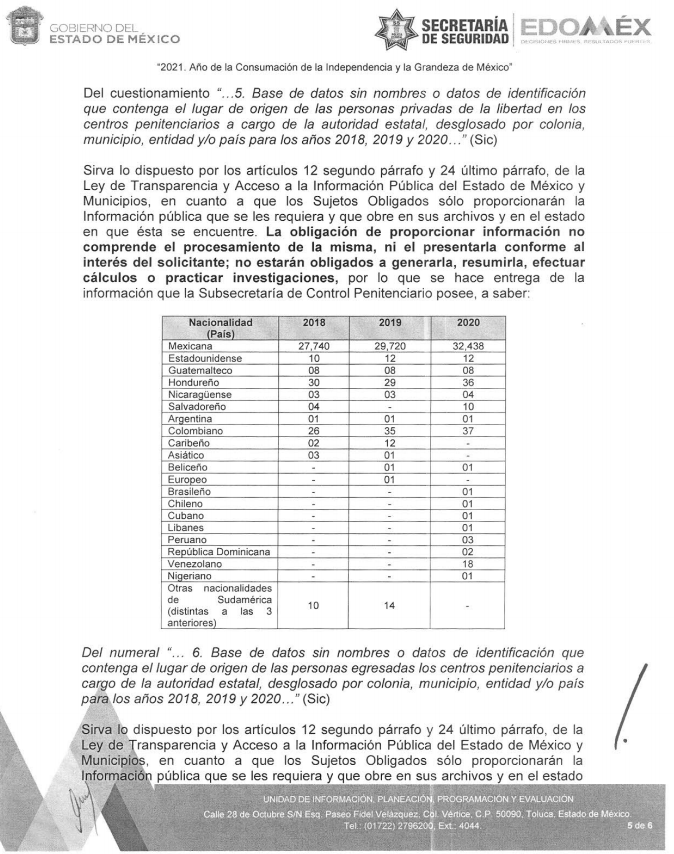 GOBIERNO DEL
ESTADO DE MÉXICO
SECRETARÍA
DE SEGURIDAD
EDOMÉX
DECISIONES FIRMES, RESULTADOS FUERTES.
“2021. Año de la Consumación de la Independencia y la Grandeza de México”
Del cuestionamiento “…5. Base de datos sin nombres o datos de identificación
que contenga el lugar de origen de las personas privadas de la libertad en los
centros penitenciarios a cargo de la autoridad estatal, desglosado por colonia,
municipio, entidad y/o país para los años 2018, 2019 y 2020…” (Sic)
Sirva lo dispuesto por los artículos 12 segundo párrafo y 24 último párrafo, de la
Ley de Transparencia y Acceso a la Información Pública del Estado de México y
Municipios, en cuanto a que los Sujetos Obligados sólo proporcionarán la
Información pública que se les requiera y que obre en sus archivos y en el estado
en que ésta se encuentre. La obligación de proporcionar información no
comprende el procesamiento de la misma, ni el presentarla conforme al
interés del solicitante; no estarán obligados a generarla, resumirla, efectuar
cálculos o practicar investigaciones, por lo que se hace entrega de la
información que la Subsecretaría de Control Penitenciario posee, a saber:
Nacionalidad (País) 2018 2019 2020
Mexicana 27,740 29,720 32,438
Estadounidense 10 12 12
Guatemalteco 08 08 08
Hondureño 30 29 36
Nicaragüense 03 03 04
Salvadoreño 04 - 10
Argentina 01 01 01
Colombiano 26 35 37
Caribeño 02 12 -
Asiático 03 01 -
Beliceño - 01 01
Europeo - 01 -
Brasileño - - 01
Chileno - - 01
Cubano - - 01
Libanes - - 01
Peruano - - 03
República Dominicana - - 02
Venezolano - - 18
Nigeriano - - 01
Otras nacionalidades
de Sudamérica
(distintas a las 3
anteriores) 10 14 -
Del numeral “… 6. Base de datos sin nombres o datos de identificación que
contenga el lugar de origen de las personas egresadas los centros penitenciarios a
cargo de la autoridad estatal, desglosado por colonia, municipio, entidad y/o país
para los años 2018, 2019 y 2020…” (Sic)
Sirva lo dispuesto por los artículos 12 segundo párrafo y 24 último párrafo, de la
Ley de Transparencia y Acceso a la Información Pública del Estado de México y
Municipios, en cuanto a que los Sujetos Obligados sólo proporcionarán la
Información pública que se les requiera y que obre en sus archivos y en el estado
UNIDAD DE INFORMACIÓN, PLANEACIÓN, PROGRAMACIÓN Y EVALUACIÓN
Calle 28 de Octubre S/N Esq. Paseo Fidel Velázquez, Col. Vértice, C.P. 50090, Toluca, Estado de México.
Tel.: (01722) 2796200, Ext.: 4044.
5 de 6